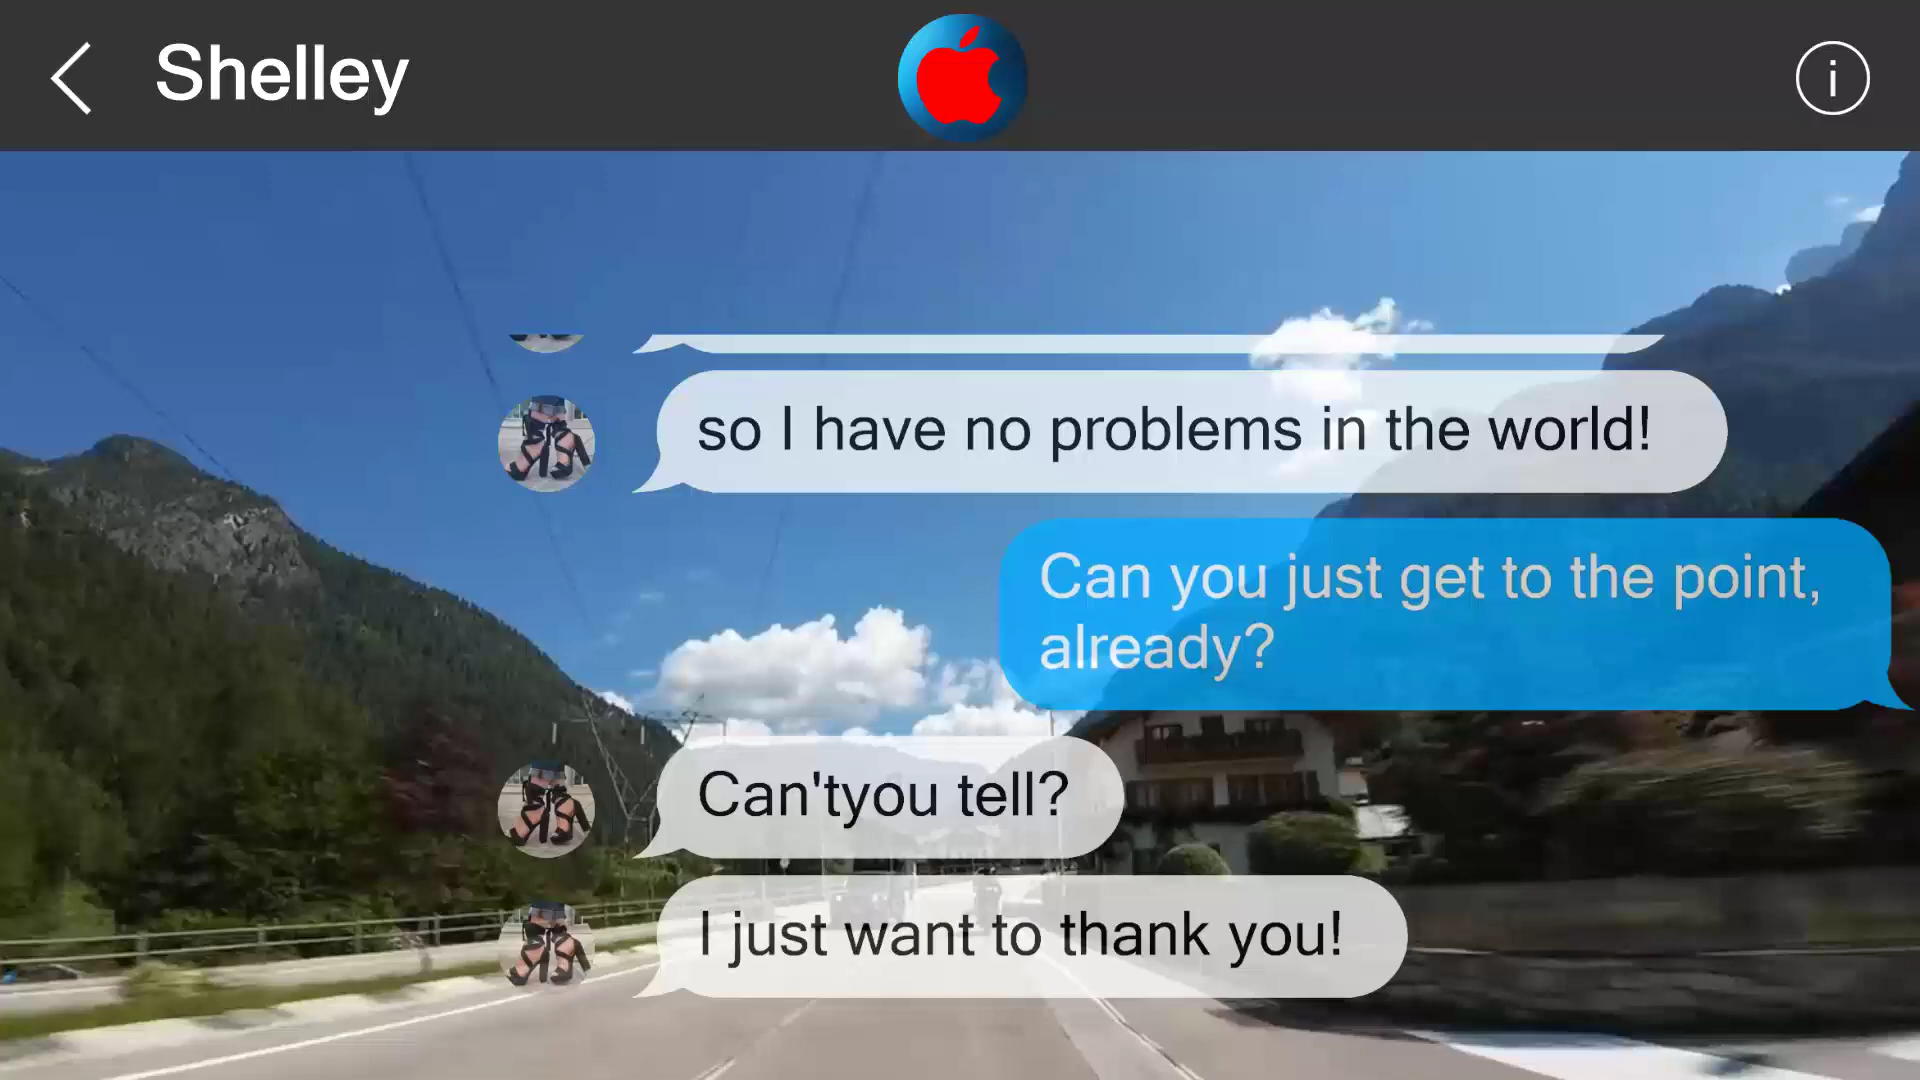 Shelley
so I have no problems in the world!
Can you just get to the point,
already?
Can'tyou tell?
I just want to thank you!